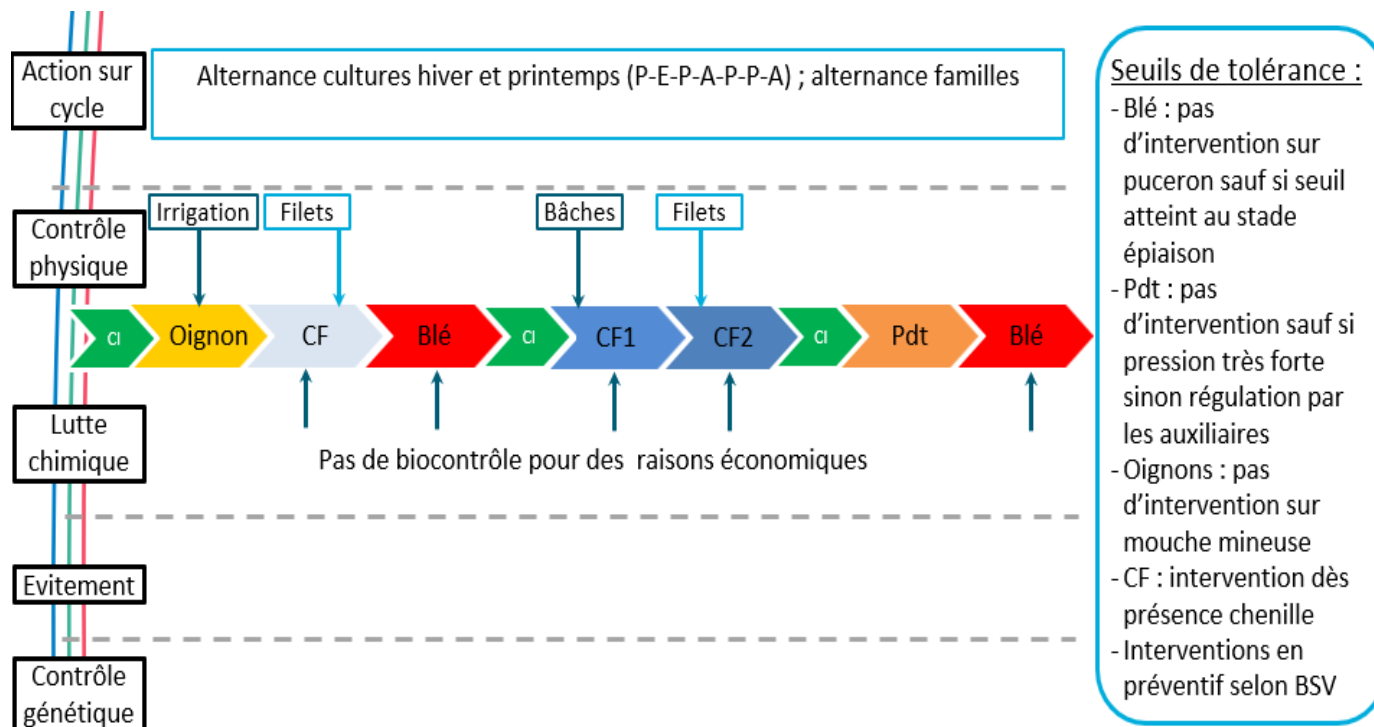 Action sur
cycle
Alternance cultures hiver et printemps (P-E-P-A-P-P-A) ; alternance familles
Contrôle
physique
Irrigation
Filets
Bâches
Filets
CI
Oignon
CF
Blé
CI
CF1
CF2
CI
Pdt
Blé
Lutte
chimique
Pas de biocontrôle pour des raisons économiques
Evitement
Contrôle
génétique
Seuils de tolérance :
- Blé : pas
d’intervention sur
puceron sauf si seuil
atteint au stade
épiaison
- Pdt : pas
d’intervention sauf si
pression très forte
sinon régulation par
les auxiliaires
- Oignons : pas
d’intervention sur
mouche mineuse
- CF : intervention dès
présence chenille
- Interventions en
préventif selon BSV